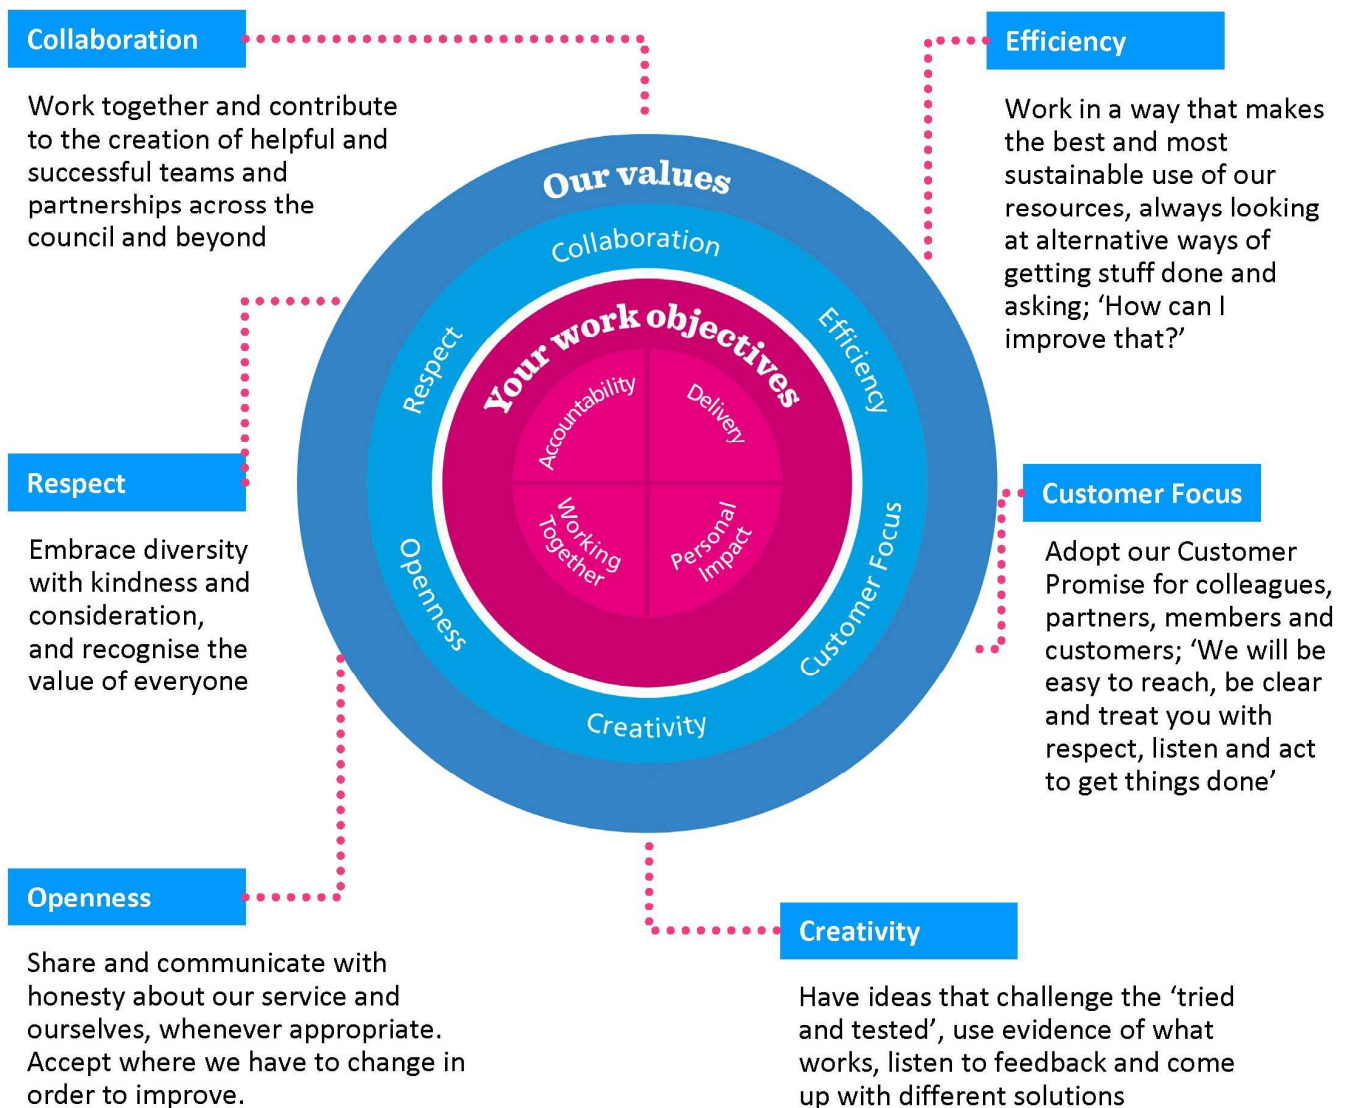 Collaboration
Work together and contribute
to the creation of helpful and
successful teams and
partnerships across the
council and beyond
Efficiency
Work in a way that makes
the best and most
sustainable use of our
resources, always looking
at alternative ways of
getting stuff done and
asking; ‘How can I
improve that?’
Our values
Collaboration
Efficiency
Customer Focus
Creativity
Openness
Respect
Your work objectives
Accountability
Delivery
Personal
Impact
Working
Together
Respect
Embrace diversity
with kindness and
consideration,
and recognise the
value of everyone
Customer Focus
Adopt our Customer
Promise for colleagues,
partners, members and
customers; ‘We will be
easy to reach, be clear
and treat you with
respect, listen and act
to get things done’
Openness
Share and communicate with
honesty about our service and
ourselves, whenever appropriate.
Accept where we have to change in
order to improve.
Creativity
Have ideas that challenge the ‘tried
and tested’, use evidence of what
works, listen to feedback and come
up with different solutions